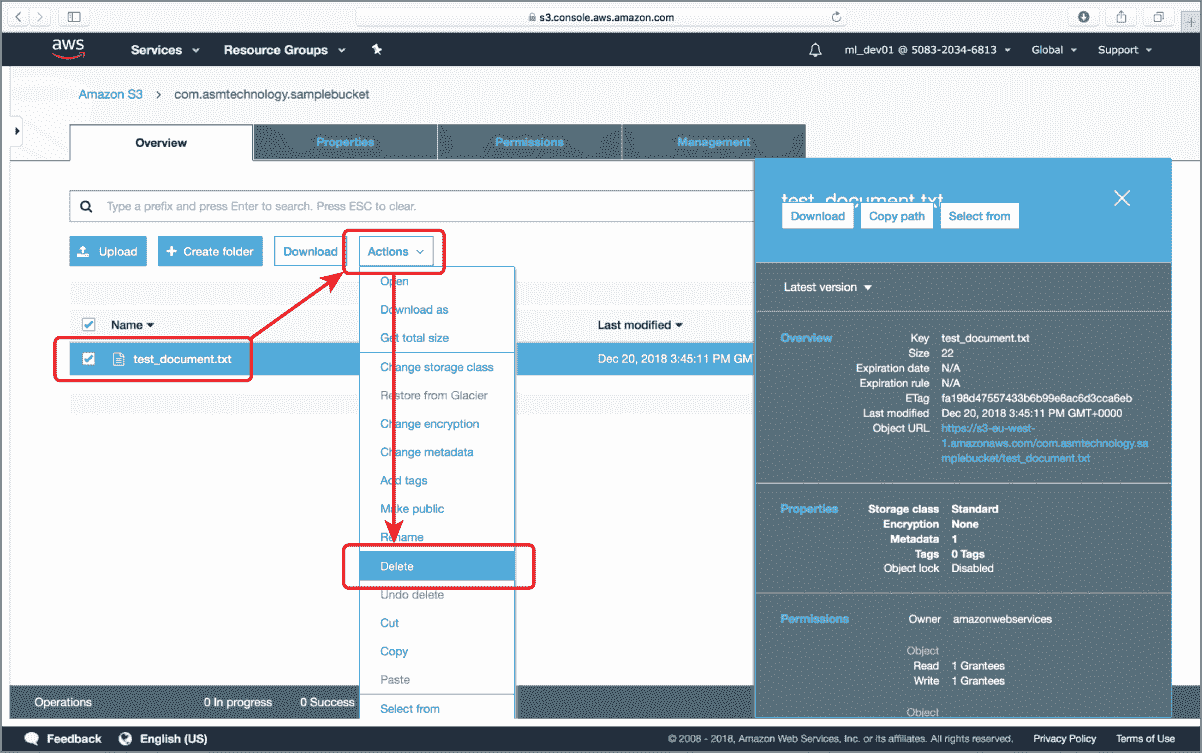 s3.console.aws.amazon.com
aws Services Resource Groups ml_dev01 @ 5083-2034-6813 Global Support
Amazon S3 > com.asmtechnology.samplebucket
Overview Properties Permissions Management
Type a prefix and press Enter to search. Press ESC to clear.
Upload + Create folder Download Actions
Open
Download as
Get total size
Change storage class
Restore from Glacier
Change encryption
Change metadata
Add tags
Make public
Rename
Delete
Undo delete
Cut
Copy
Paste
Select from
Name Last modified
test_document.txt Dec 20, 2018 3:45:11 PM GM
test_document.txt
Download Copy path Select from
Latest version
Overview Key test_document.txt
Size 22
Expiration date N/A
Expiration rule N/A
ETag fa198d47557433b6b99e8ac6d3cca6eb
Last modified Dec 20, 2018 3:45:11 PM GMT+0000
Object URL https://s3-eu-west-
1.amazonaws.com/com.asmtechnology.sa
mplebucket/test_document.txt
Properties Storage class Standard
Encryption None
Metadata 1
Tags 0 Tags
Object lock Disabled
Permissions Owner amazonwebservices
Object
Read 1 Grantees
Write 1 Grantees
Object
Operations 0 In progress 0 Success
Feedback English (US) © 2008 - 2018, Amazon Web Services, Inc. or its affiliates. All rights reserved. Privacy Policy Terms of Use